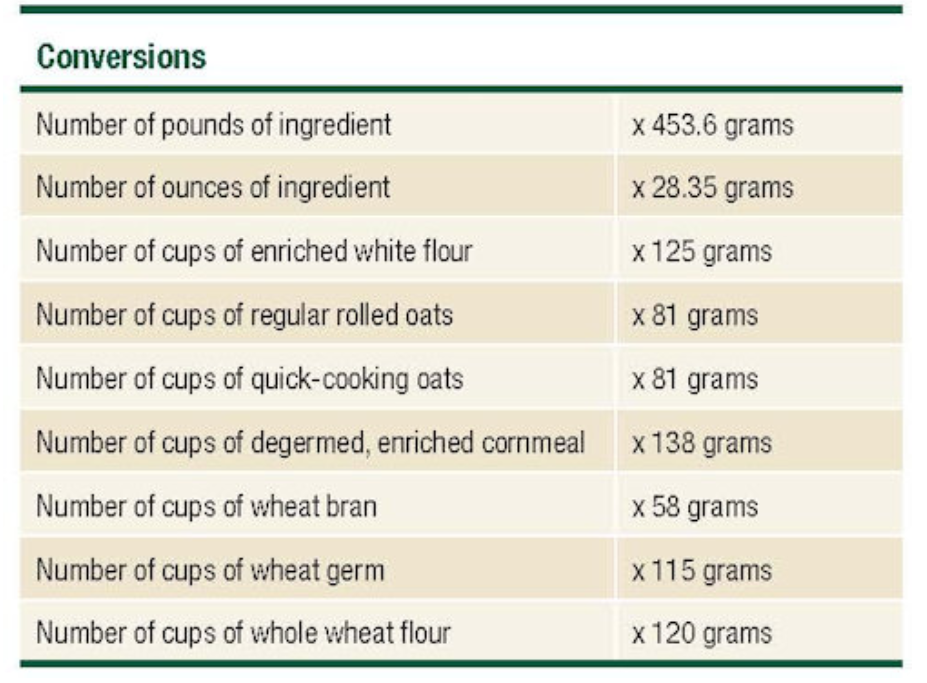 Conversions
Number of pounds of ingredient x 453.6 grams
Number of ounces of ingredient x 28.35 grams
Number of cups of enriched white flour x 125 grams
Number of cups of regular rolled oats x 81 grams
Number of cups of quick-cooking oats x 81 grams
Number of cups of degermed, enriched cornmeal x 138 grams
Number of cups of wheat bran x 58 grams
Number of cups of wheat germ x 115 grams
Number of cups of whole wheat flour x 120 grams